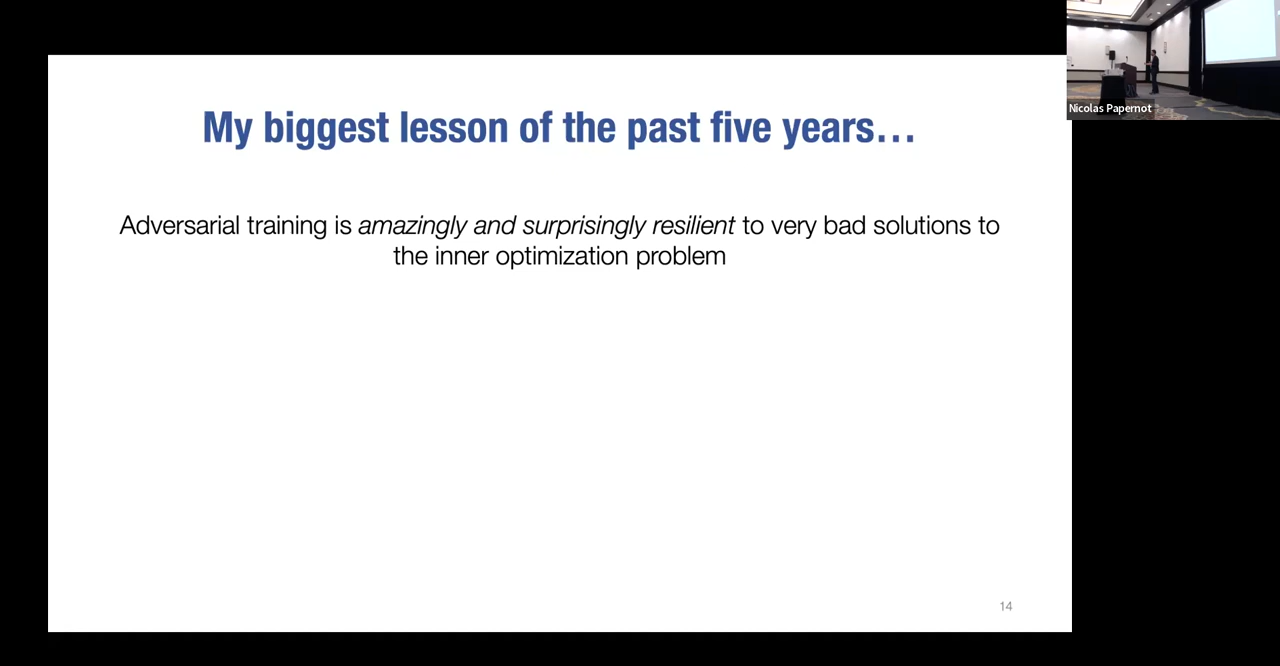 My biggest lesson of the past five years…
Adversarial training is amazingly and surprisingly resilient to very bad solutions to
the inner optimization problem
14
Nicolas Papernot